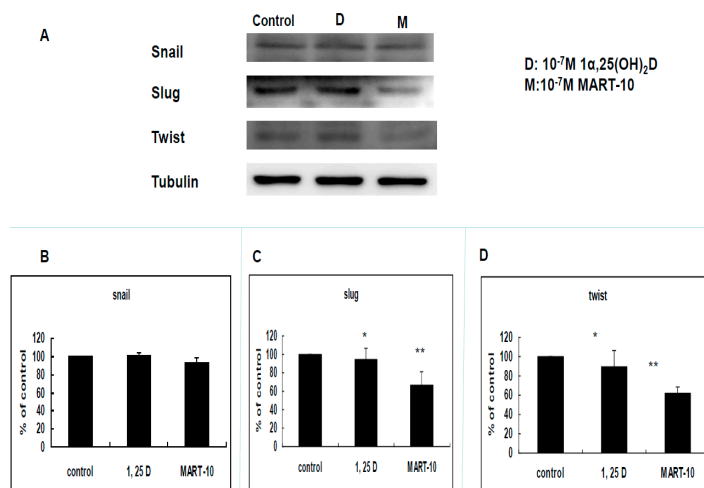 A
Control D M
Snail
Slug
Twist
Tubulin
D: 10⁻⁷M 1α,25(OH)₂D
M:10⁻⁷M MART-10
B
snail
% of control
120
100
80
60
40
20
0
control 1, 25 D MART-10
C
slug
% of control
120
100
80
60
40
20
0
* **
control 1, 25 D MART-10
D
twist
% of control
120
100
80
60
40
20
0
* **
control 1, 25 D MART-10